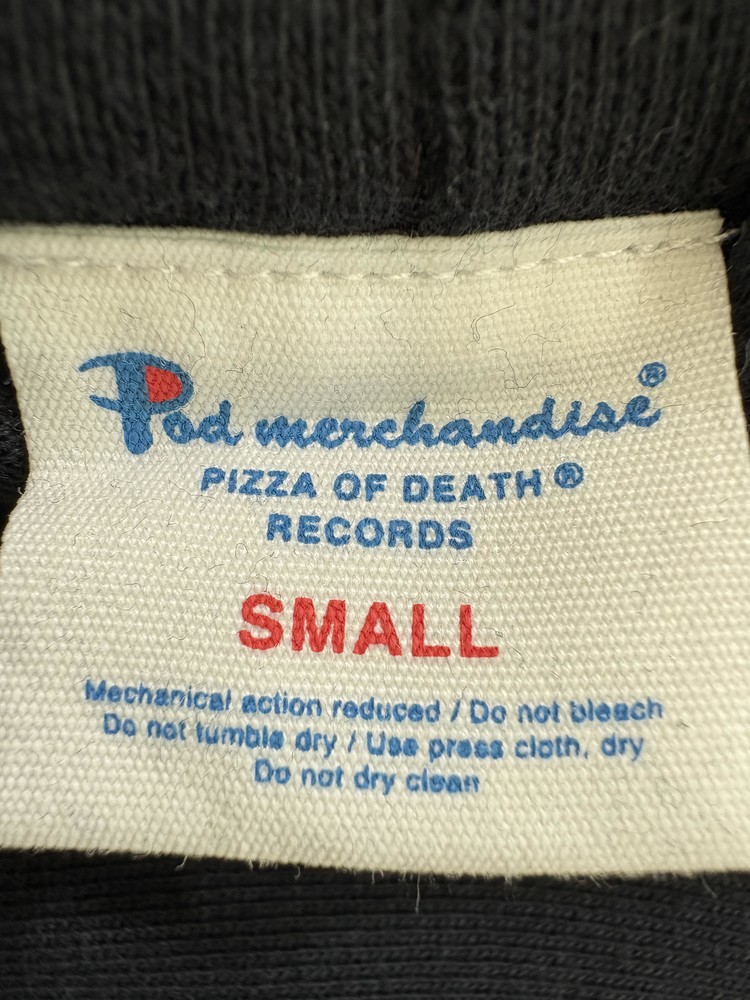 Pod merchandise®
PIZZA OF DEATH®
RECORDS
SMALL
Mechanical action reduced / Do not bleach
Do not tumble dry / Use press cloth, dry
Do not dry clean